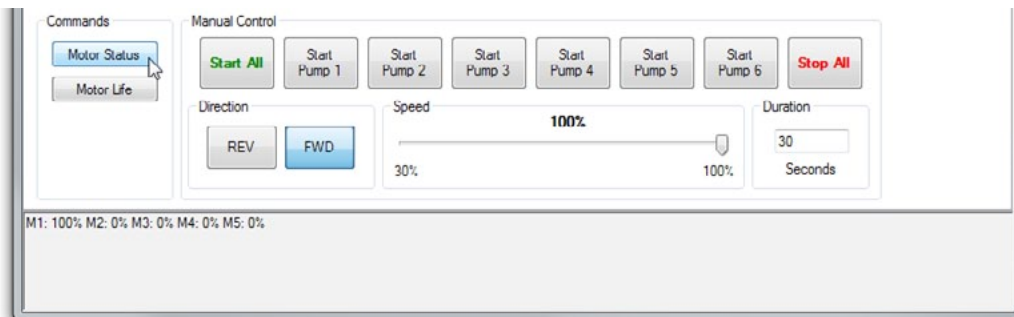 Commands
Motor Status
Motor Life
Manual Control
Start All
Start
Pump 1
Start
Pump 2
Start
Pump 3
Start
Pump 4
Start
Pump 5
Start
Pump 6
Stop All
Direction
REV
FWD
Speed
100%
30%
100%
Duration
30
Seconds
M1: 100% M2: 0% M3: 0% M4: 0% M5: 0%